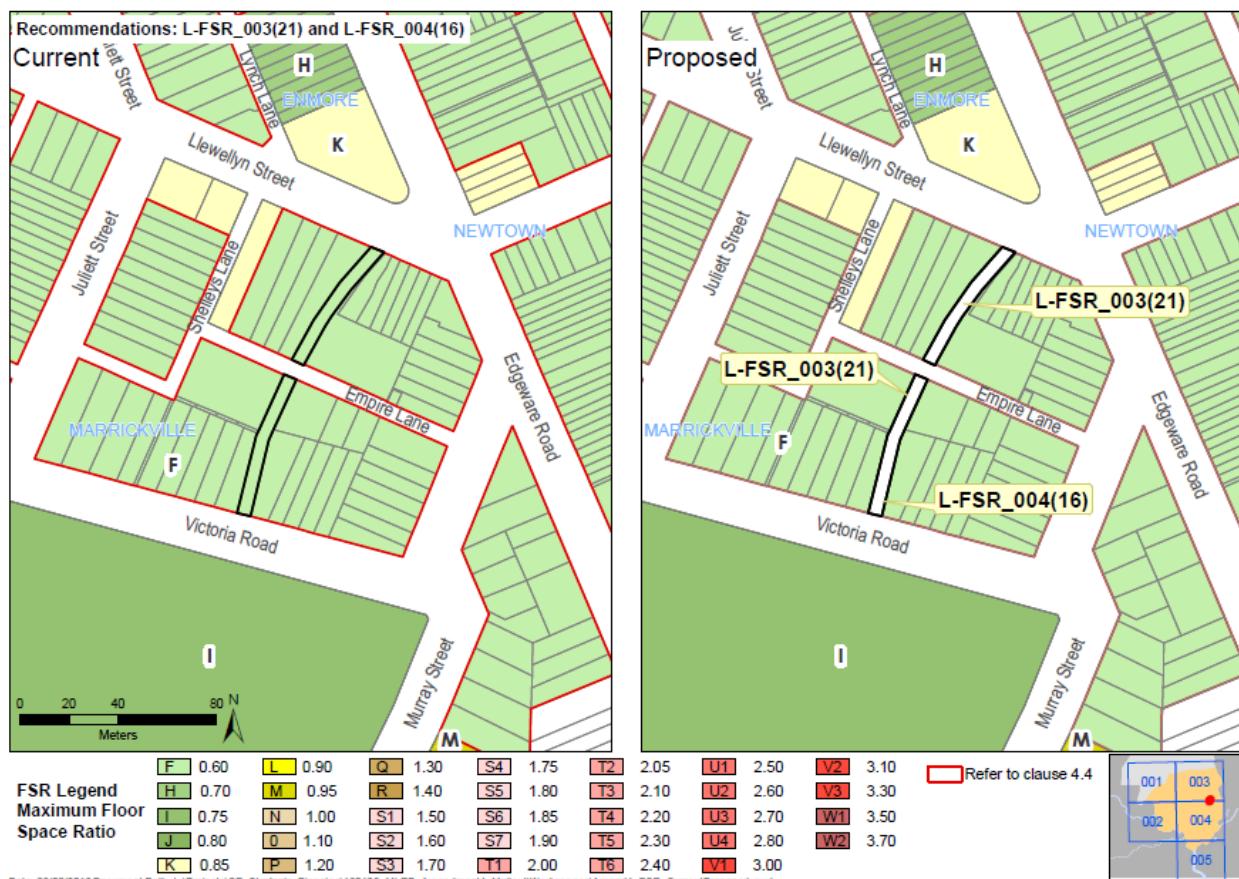 Recommendations: L-FSR_003(21) and L-FSR_004(16)
Current
Juliett Street
Lynch Lane
H
ENMORE
K
Llewellyn Street
NEWTOWN
Juliett Street
Shelleys Lane
Edgeware Road
Empire Lane
MARRICKVILLE
F
Victoria Road
I
Murray Street
M
0 20 40 80
Meters
N
Proposed
Juliett Street
Lynch Lane
H
ENMORE
K
Llewellyn Street
NEWTOWN
Juliett Street
Shelleys Lane
L-FSR_003(21)
L-FSR_003(21)
Empire Lane
Edgeware Road
MARRICKVILLE
F
L-FSR_004(16)
Victoria Road
I
Murray Street
M
FSR Legend
Maximum Floor
Space Ratio
F 0.60
H 0.70
I 0.75
J 0.80
K 0.85
L 0.90
M 0.95
N 1.00
0 1.10
P 1.20
Q 1.30
R 1.40
S1 1.50
S2 1.60
S3 1.70
S4 1.75
S5 1.80
S6 1.85
S7 1.90
T1 2.00
T2 2.05
T3 2.10
T4 2.20
T5 2.30
T6 2.40
U1 2.50
U2 2.60
U3 2.70
U4 2.80
V1 3.00
V2 3.10
V3 3.30
W1 3.50
W2 3.70
Refer to clause 4.4
001 003
002 004
005